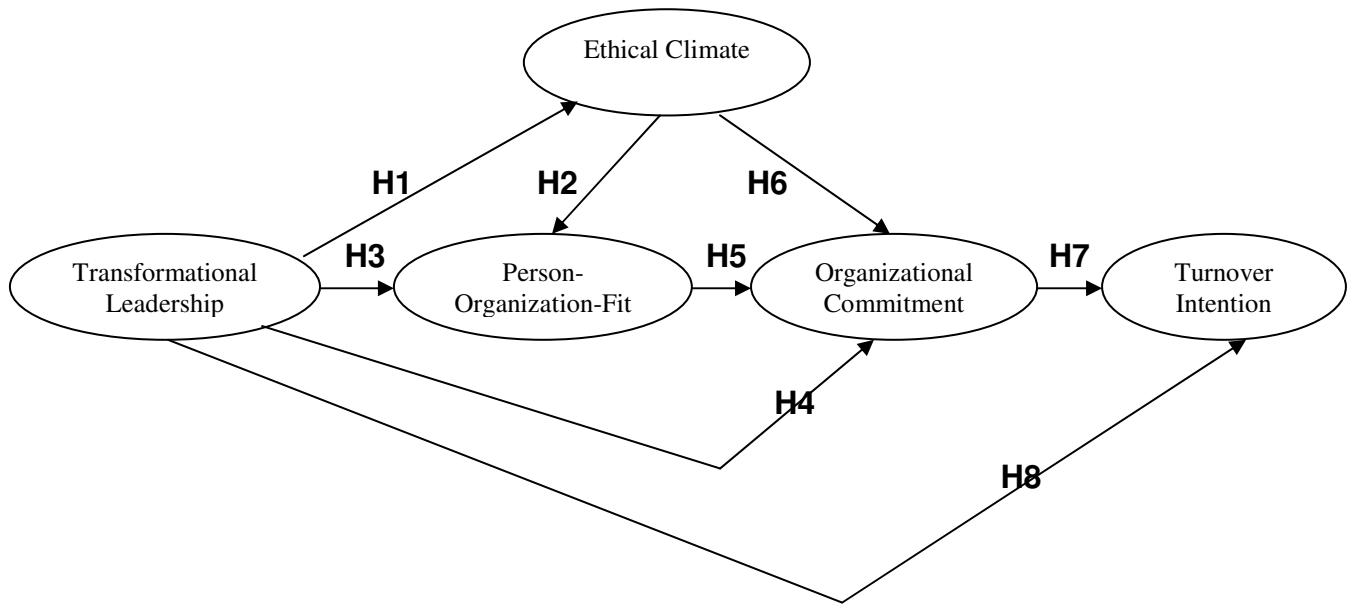 Ethical Climate
H1
H2
H6
H3
H5
H7
Transformational
Leadership
Person-
Organization-Fit
Organizational
Commitment
Turnover
Intention
H4
H8